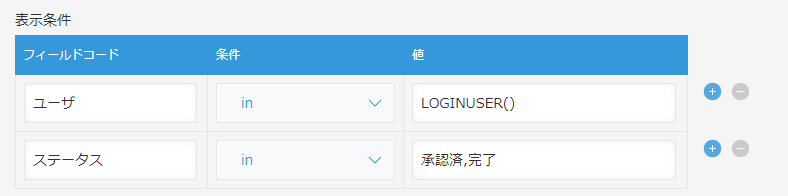 表示条件
フィールドコード 条件 値
ユーザ in LOGINUSER()
ステータス in 承認済,完了